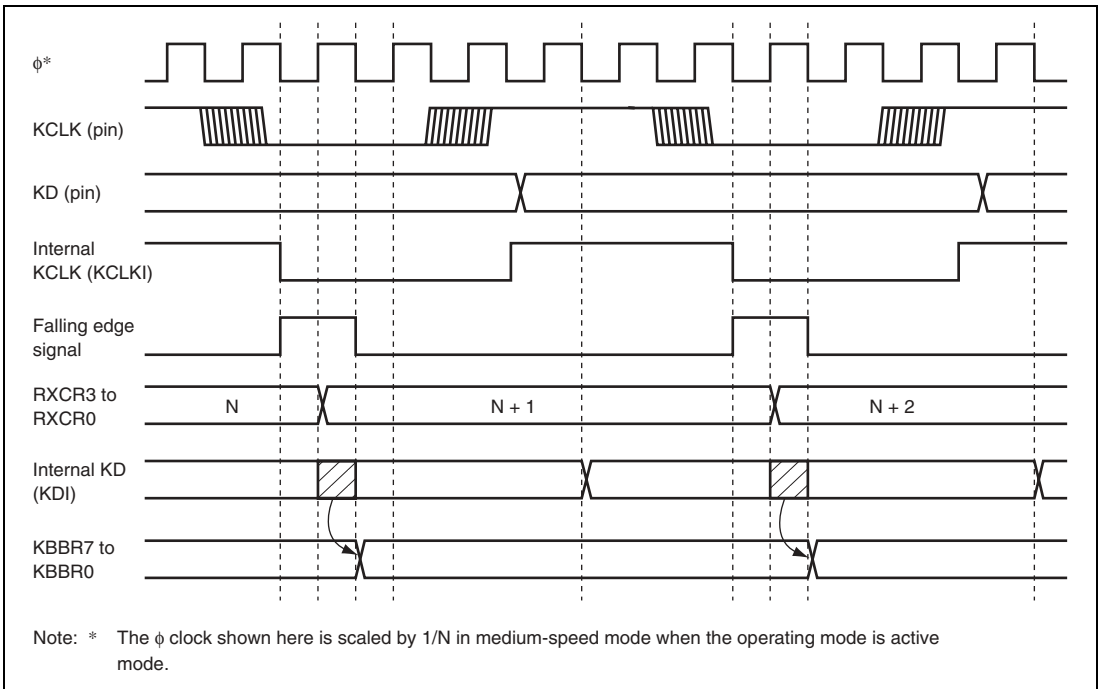 ϕ*
KCLK (pin)
KD (pin)
Internal
KCLK (KCLKI)
Falling edge
signal
RXCR3 to
RXCR0
N
N + 1
N + 2
Internal KD
(KDI)
KBBR7 to
KBBR0
Note: * The ϕ clock shown here is scaled by 1/N in medium-speed mode when the operating mode is active
mode.